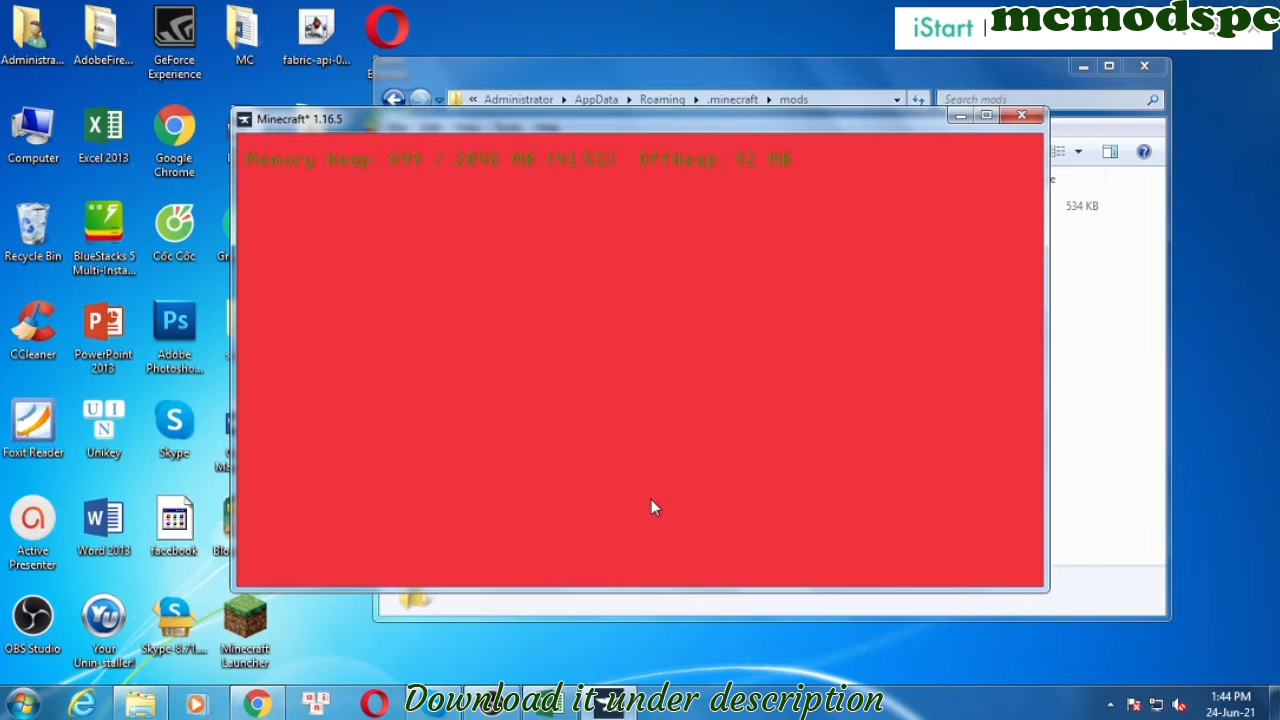 iStart |
mcmodspc
Administra...
AdobeFire...
GeForce
Experience
MC
fabric-api-0...
« Administrator ▸ AppData ▸ Roaming ▸ .minecraft ▸ mods
Search mods
Minecraft* 1.16.5
Memory Heap: 849 / 2048 MB (41.5%) OffHeap: 92 MB
534 KB
Computer
Excel 2013
Google
Chrome
Recycle Bin
BlueStacks 5
Multi-Insta...
Cốc Cốc
CCleaner
PowerPoint
2013
Adobe
Photosho...
Foxit Reader
Unikey
Skype
Active
Presenter
Word 2013
facebook
OBS Studio
Your
Unin-staller!
Skype-8.71....
Minecraft
Launcher
Download it under description
1:44 PM
24-Jun-21